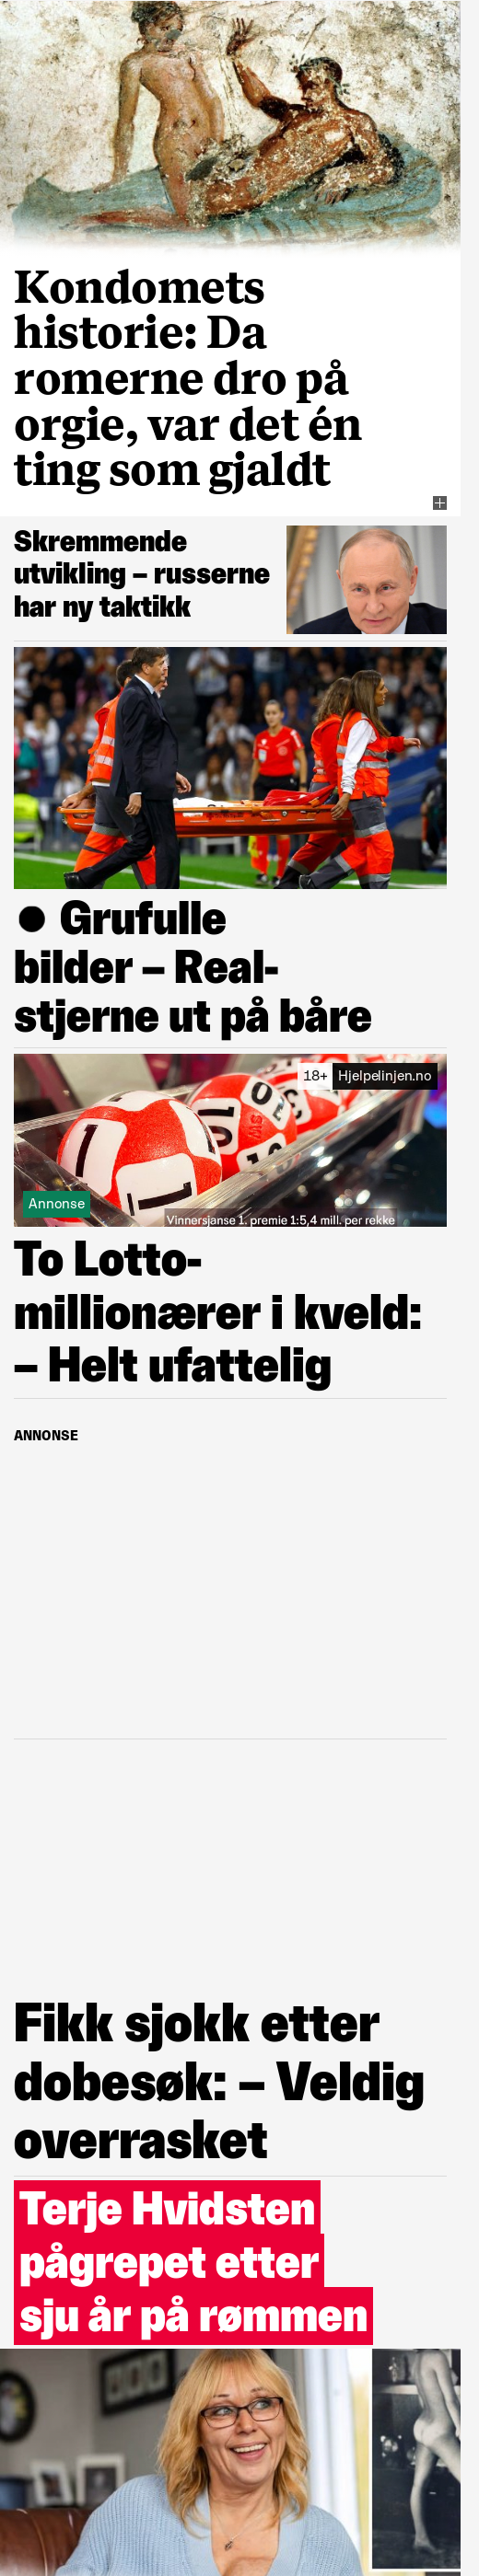 Kondomets
historie: Da
romerne dro på
orgie, var det én
ting som gjaldt
Skremmende
utvikling – russerne
har ny taktikk
Grufulle
bilder – Real-
stjerne ut på båre
18+ Hjelpelinjen.no
Annonse
Vinnersjanse 1. premie 1:5,4 mill. per rekke
To Lotto-
millionærer i kveld:
– Helt ufattelig
ANNONSE
Fikk sjokk etter
dobesøk: – Veldig
overrasket
Terje Hvidsten
pågrepet etter
sju år på rømmen